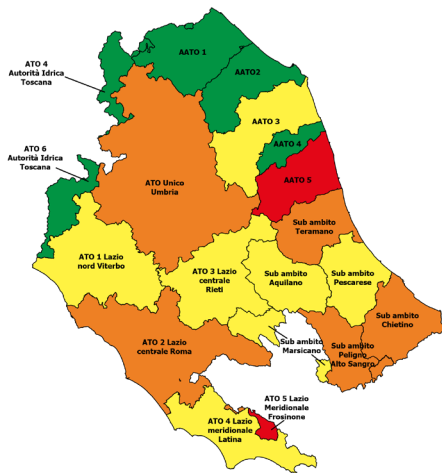 AATO 1
ATO 4
Autorità Idrica
Toscana
AATO2
AATO 3
ATO 6
Autorità Idrica
Toscana
AATO 4
AATO 5
ATO Unico
Umbria
Sub ambito
Teramano
ATO 1 Lazio
nord Viterbo
ATO 3 Lazio
centrale
Rieti
Sub ambito
Aquilano
Sub ambito
Pescarese
Sub ambito
Chietino
ATO 2 Lazio
centrale Roma
Sub ambito
Marsicano
Sub ambito
Peligno
Alto Sangro
ATO 5 Lazio
Meridionale
Frosinone
ATO 4 Lazio
meridionale
Latina